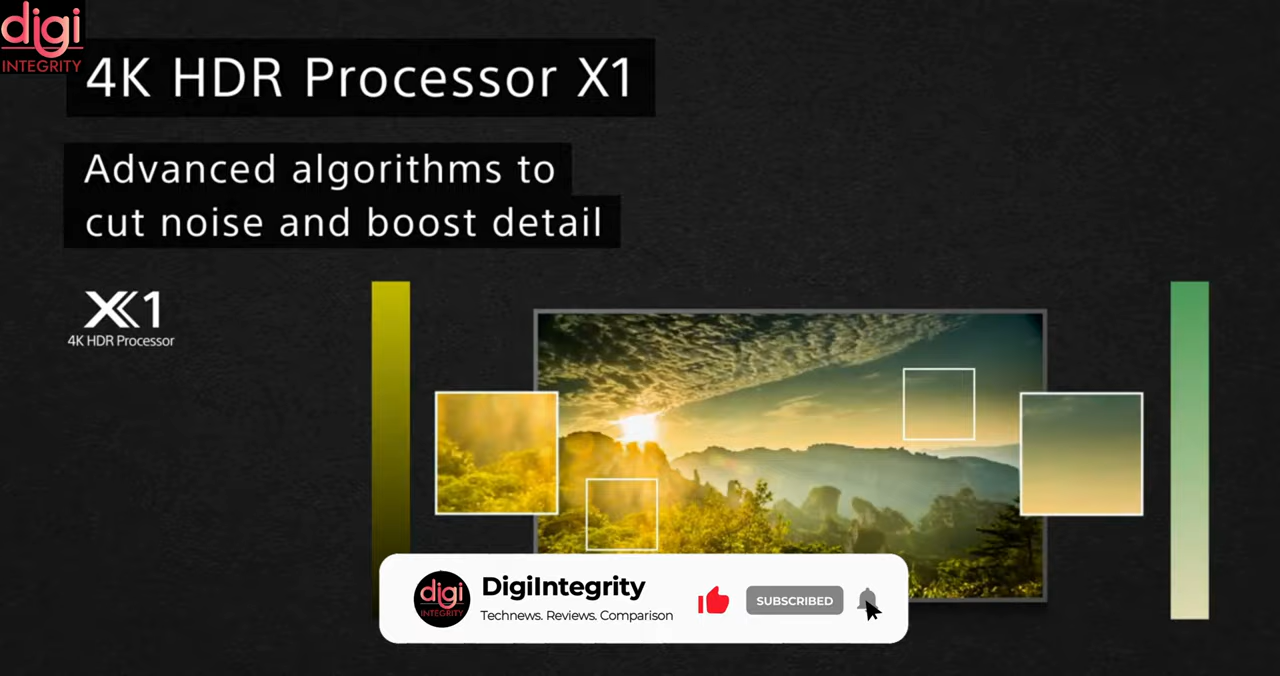 digi
INTEGRITY
4K HDR Processor X1
Advanced algorithms to
cut noise and boost detail
X1
4K HDR Processor
digi
INTEGRITY
DigiIntegrity
Technews. Reviews. Comparison
SUBSCRIBED